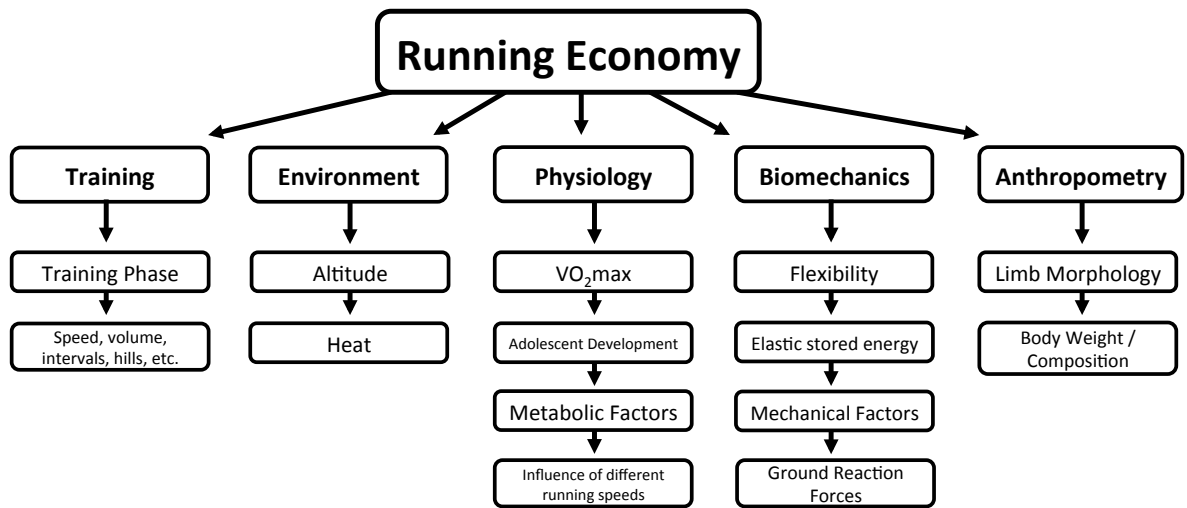 Running Economy
Training
Environment
Physiology
Biomechanics
Anthropometry
Training Phase
Altitude
VO₂max
Flexibility
Limb Morphology
Speed, volume,
intervals, hills, etc.
Heat
Adolescent Development
Elastic stored energy
Body Weight /
Composition
Metabolic Factors
Mechanical Factors
Influence of different
running speeds
Ground Reaction
Forces